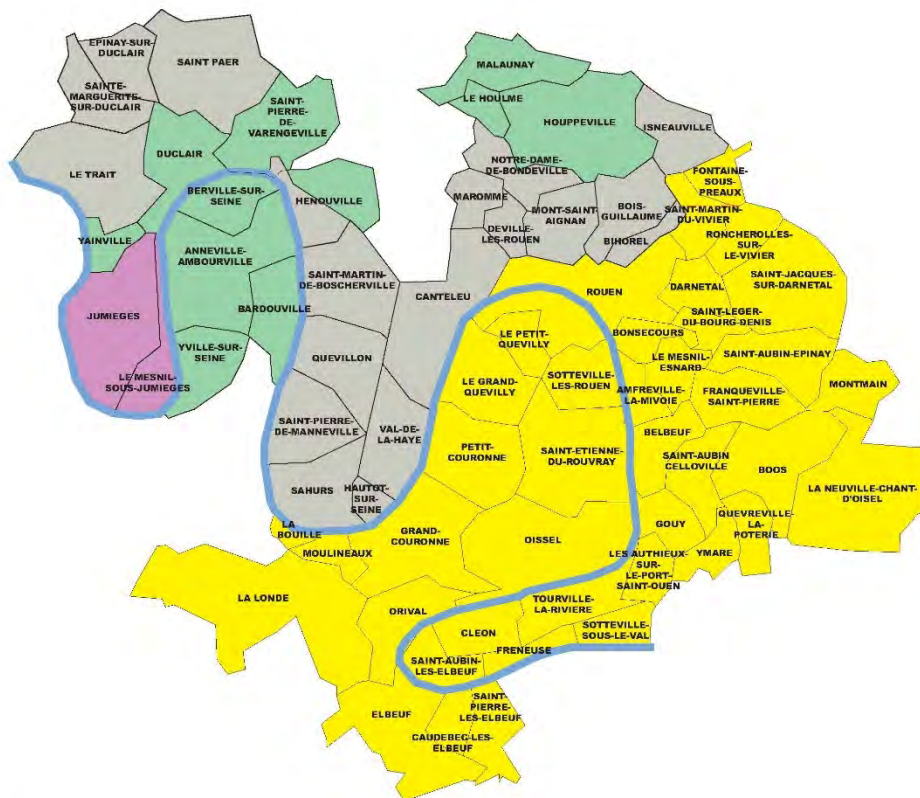 EPINAY-SUR-
DUCLAIR
SAINT PAER
SAINTE-
MARGUERITE-
SUR-DUCLAIR
SAINT-
PIERRE-
DE-
VARENGEVILLE
MALAUNAY
LE HOULME
HOUPPEVILLE
ISNEAUVILLE
DUCLAIR
LE TRAIT
NOTRE-DAME-
DE-BONDEVILLE
FONTAINE-
SOUS-
PREAUX
BERVILLE-SUR-
SEINE
HENOUVILLE
MAROMME
MONT-SAINT-
AIGNAN
BOIS-
GUILLAUME
SAINT-MARTIN-
DU-VIVIER
YAINVILLE
DEVILLE-
LES-ROUEN
BIHOREL
RONCHEROLLES-
SUR-
LE-VIVIER
ANNEVILLE-
AMBOURVILLE
SAINT-MARTIN-
DE-BOSCHERVILLE
CANTELEU
ROUEN
DARNETAL
SAINT-JACQUES-
SUR-DARNETAL
BARDOUVILLE
JUMIEGES
SAINT-LEGER-
DU-BOURG-DENIS
LE PETIT-
QUEVILLY
BONSECOURS
YVILLE-SUR-
SEINE
QUEVILLON
LE MESNIL-
ESNARD
SAINT-AUBIN-EPINAY
LE MESNIL-
SOUS-JUMIEGES
LE GRAND-
QUEVILLY
SOTTEVILLE-
LES-ROUEN
AMFREVILLE-
LA-MIVOIE
FRANQUEVILLE-
SAINT-PIERRE
MONTMAIN
SAINT-PIERRE-
DE-MANNEVILLE
VAL-DE-
LA-HAYE
PETIT-
COURONNE
SAINT-ETIENNE-
DU-ROUVRAY
BELBEUF
SAINT-AUBIN
CELLOVILLE
BOOS
LA NEUVILLE-CHANT-
D'OISEL
SAHURS
HAUTOT-
SUR-
SEINE
LA
BOUILLE
MOULINEAUX
GRAND-
COURONNE
OISSEL
GOUY
QUEVREVILLE-
LA-
POTERIE
LES AUTHIEUX-
SUR-
LE-PORT-
SAINT-OUEN
YMARE
LA LONDE
ORIVAL
TOURVILLE-
LA-RIVIERE
CLEON
SOTTEVILLE-
SOUS-LE-VAL
FRENEUSE
SAINT-AUBIN-
LES-ELBEUF
ELBEUF
SAINT-
PIERRE-
LES-ELBEUF
CAUDEBEC-LES-
ELBEUF